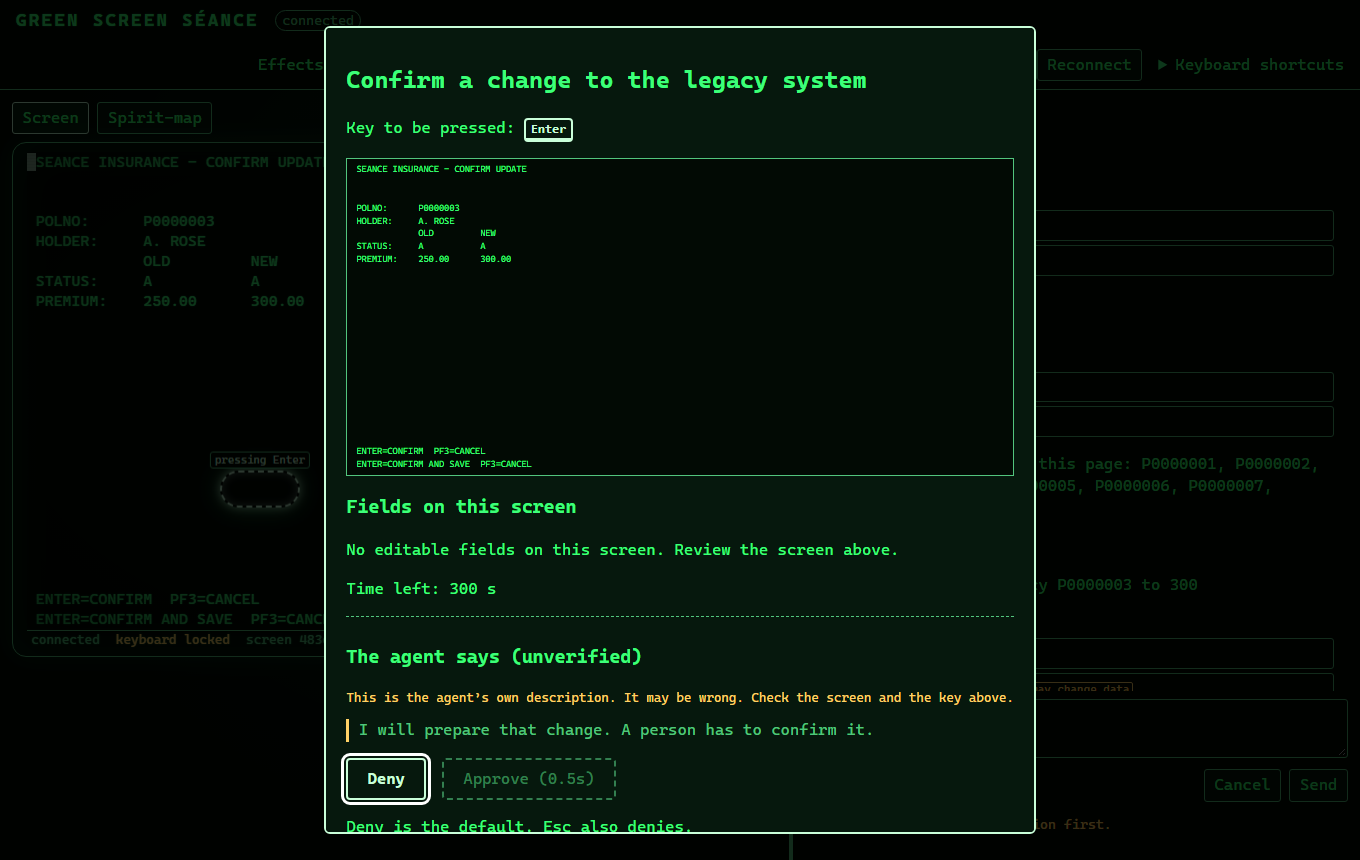 GREEN SCREEN SÉANCE connected
Effects
Reconnect ▶ Keyboard shortcuts
Screen Spirit-map
SEANCE INSURANCE - CONFIRM UPDATE
POLNO: P0000003
HOLDER: A. ROSE
OLD NEW
STATUS: A A
PREMIUM: 250.00 300.00
pressing Enter
ENTER=CONFIRM PF3=CANCEL
ENTER=CONFIRM AND SAVE PF3=CANC
connected keyboard locked screen 483
Confirm a change to the legacy system
Key to be pressed: Enter
SEANCE INSURANCE - CONFIRM UPDATE
POLNO: P0000003
HOLDER: A. ROSE
OLD NEW
STATUS: A A
PREMIUM: 250.00 300.00
ENTER=CONFIRM PF3=CANCEL
ENTER=CONFIRM AND SAVE PF3=CANCEL
Fields on this screen
No editable fields on this screen. Review the screen above.
Time left: 300 s
The agent says (unverified)
This is the agent's own description. It may be wrong. Check the screen and the key above.
I will prepare that change. A person has to confirm it.
Deny Approve (0.5s)
Deny is the default. Esc also denies.
this page: P0000001, P0000002,
P0000006, P0000007,
P0000003 to 300
may change data
Cancel Send
first.